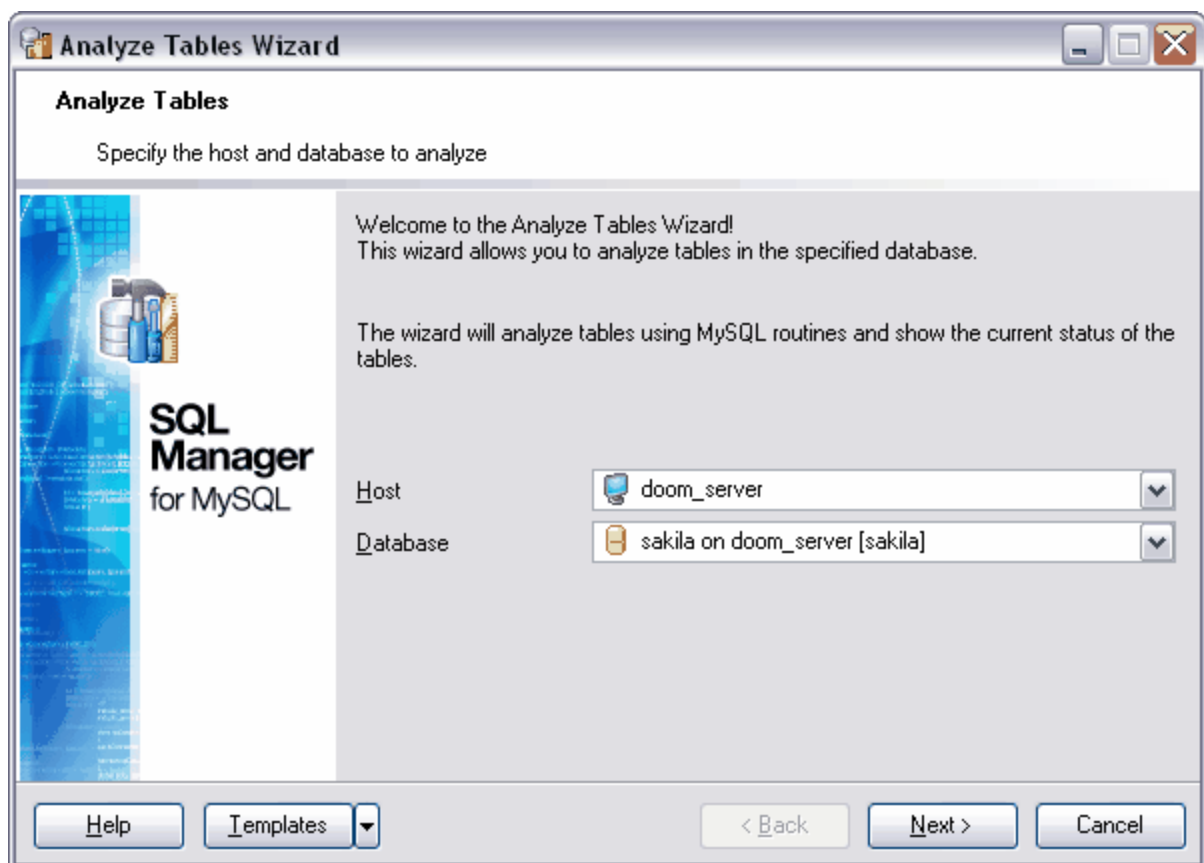 Analyze Tables Wizard
Analyze Tables
Specify the host and database to analyze
Welcome to the Analyze Tables Wizard!
This wizard allows you to analyze tables in the specified database.
The wizard will analyze tables using MySQL routines and show the current status of the
tables.
SQL
Manager
for MySQL
Host
doom_server
Database
sakila on doom_server [sakila]
Help
Templates
< Back
Next >
Cancel